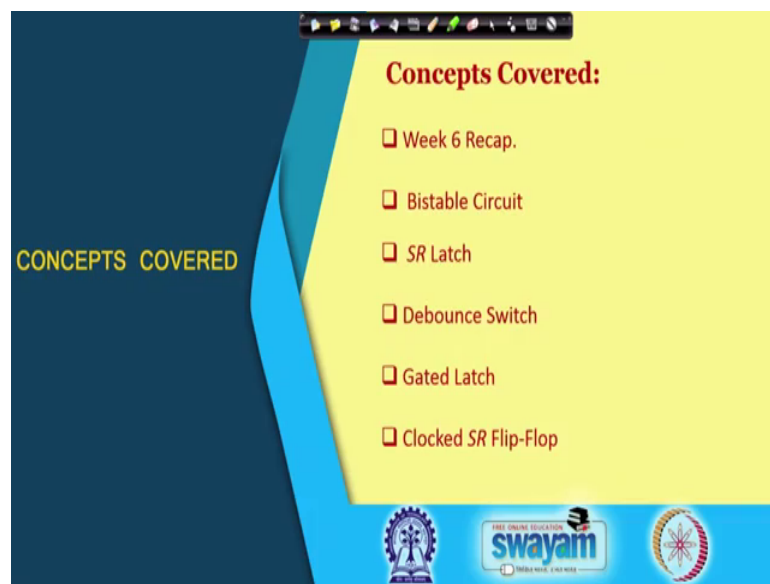 Concepts Covered:
Week 6 Recap.
Bistable Circuit
SR Latch
CONCEPTS COVERED
Debounce Switch
Gated Latch
Clocked SR Flip-Flop
FREE ONLINE EDUCATION
swayam